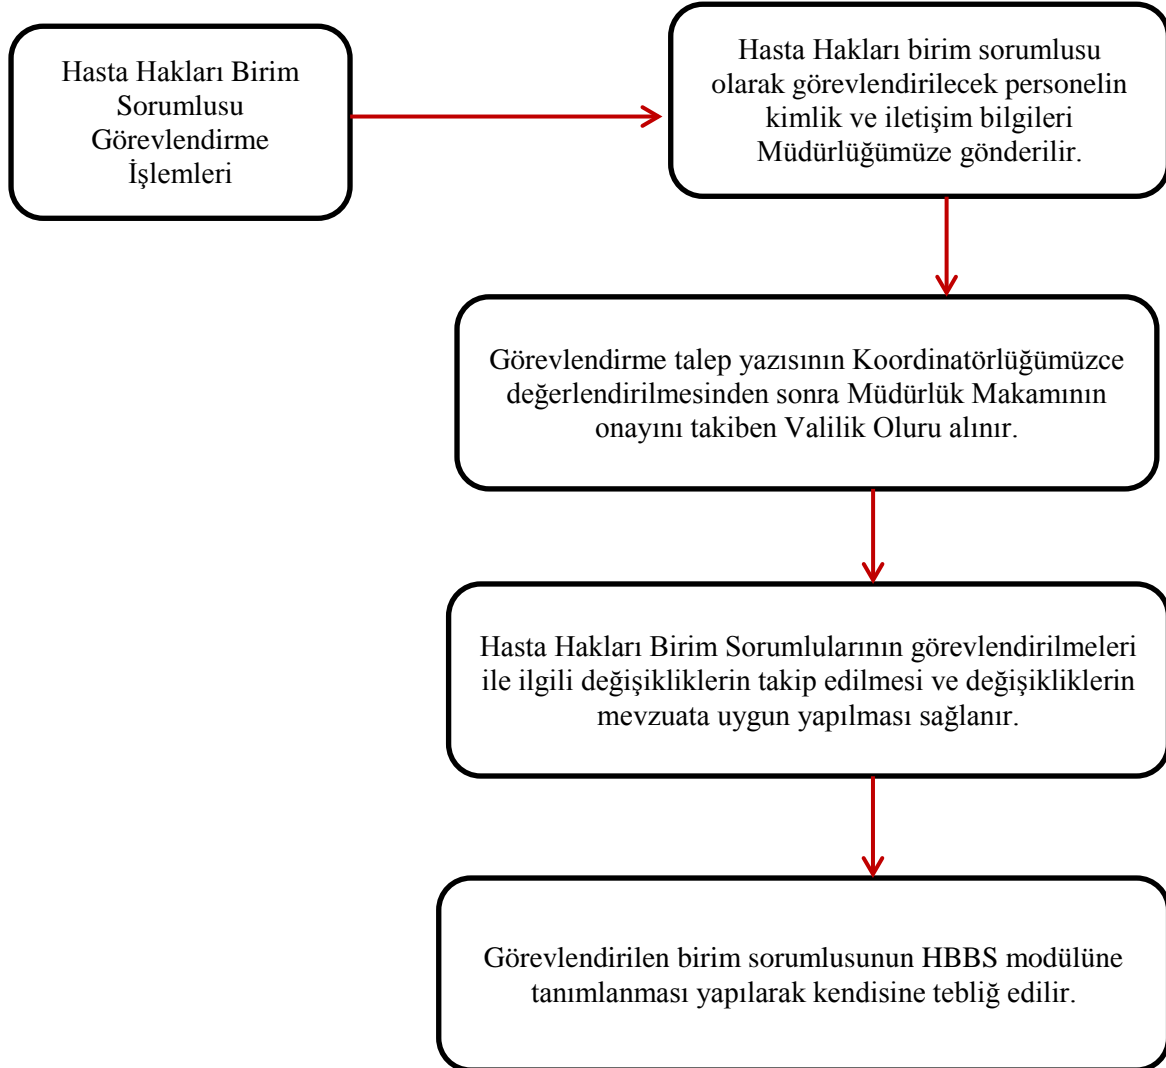 Hasta Hakları Birim
Sorumlusu
Görevlendirme
İşlemleri
Hasta Hakları birim sorumlusu
olarak görevlendirilecek personelin
kimlik ve iletişim bilgileri
Müdürlüğümüze gönderilir.
Görevlendirme talep yazısının Koordinatörlüğümüzce
değerlendirilmesinden sonra Müdürlük Makamının
onayını takiben Valilik Oluru alınır.
Hasta Hakları Birim Sorumlularının görevlendirilmeleri
ile ilgili değişikliklerin takip edilmesi ve değişikliklerin
mevzuata uygun yapılması sağlanır.
Görevlendirilen birim sorumlusunun HBBS modülüne
tanımlanması yapılarak kendisine tebliğ edilir.